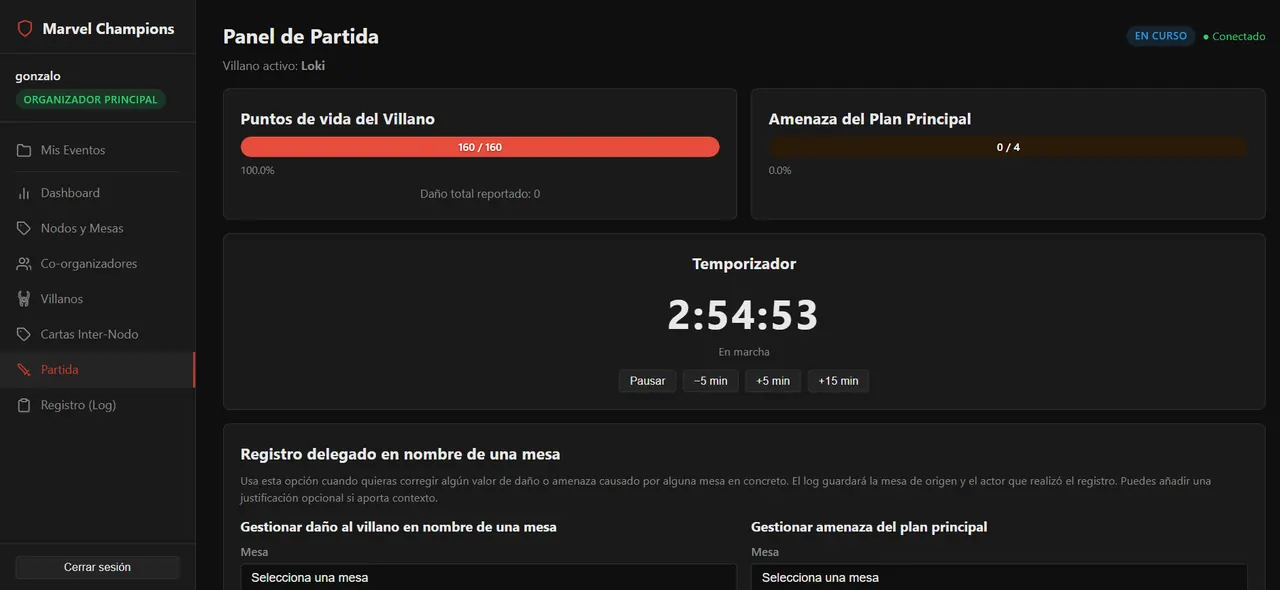 Marvel Champions
gonzalo
ORGANIZADOR PRINCIPAL
Mis Eventos
Dashboard
Nodos y Mesas
Co-organizadores
Villanos
Cartas Inter-Nodo
Partida
Registro (Log)
Cerrar sesión
Panel de Partida
EN CURSO
● Conectado
Villano activo: Loki
Puntos de vida del Villano
160 / 160
100.0%
Daño total reportado: 0
Amenaza del Plan Principal
0 / 4
0.0%
Temporizador
2:54:53
En marcha
Pausar
−5 min
+5 min
+15 min
Registro delegado en nombre de una mesa
Usa esta opción cuando quieras corregir algún valor de daño o amenaza causado por alguna mesa en concreto. El log guardará la mesa de origen y el actor que realizó el registro. Puedes añadir una
justificación opcional si aporta contexto.
Gestionar daño al villano en nombre de una mesa
Mesa
Selecciona una mesa
Gestionar amenaza del plan principal
Mesa
Selecciona una mesa